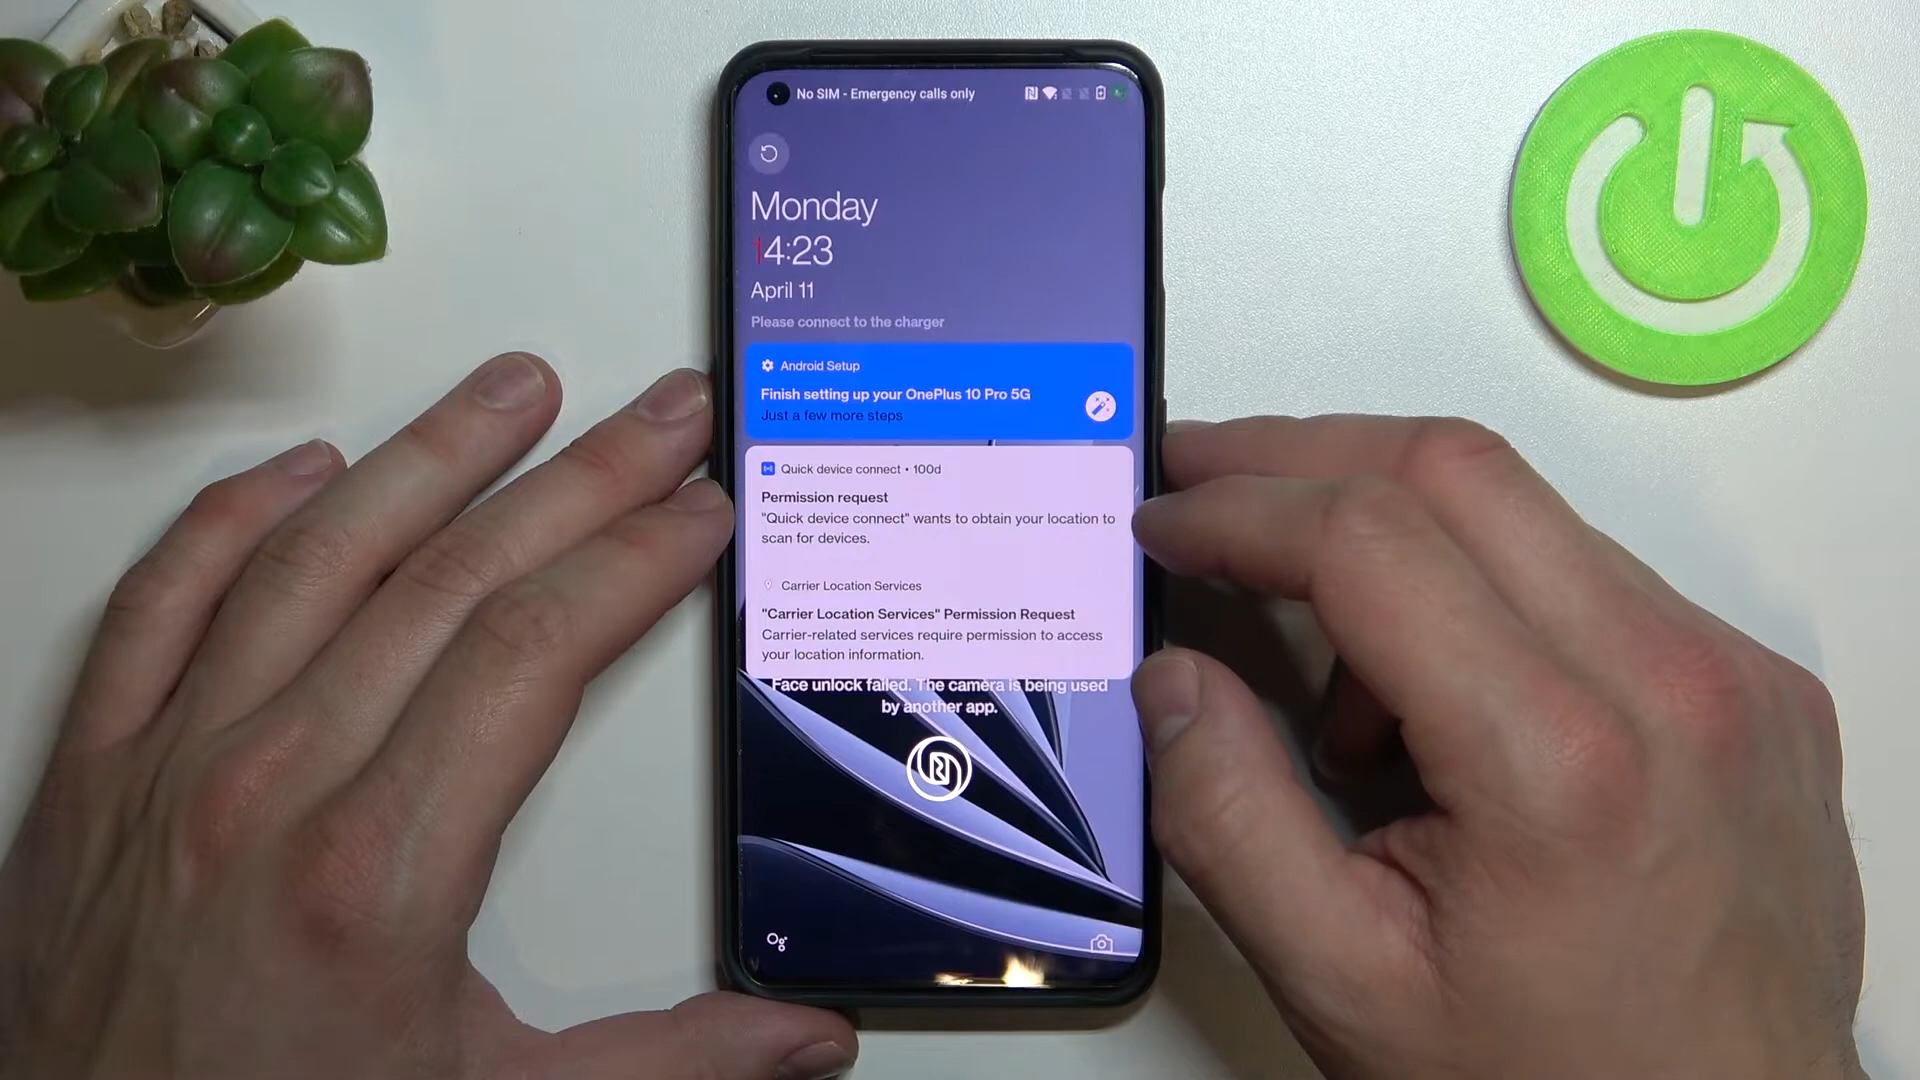 No SIM - Emergency calls only
Monday
14:23
April 11
Please connect to the charger
Android Setup
Finish setting up your OnePlus 10 Pro 5G
Just a few more steps
Quick device connect • 100d
Permission request
"Quick device connect" wants to obtain your location to
scan for devices.
Carrier Location Services
"Carrier Location Services" Permission Request
Carrier-related services require permission to access
your location information.
Face unlock failed. The camera is being used
by another app.